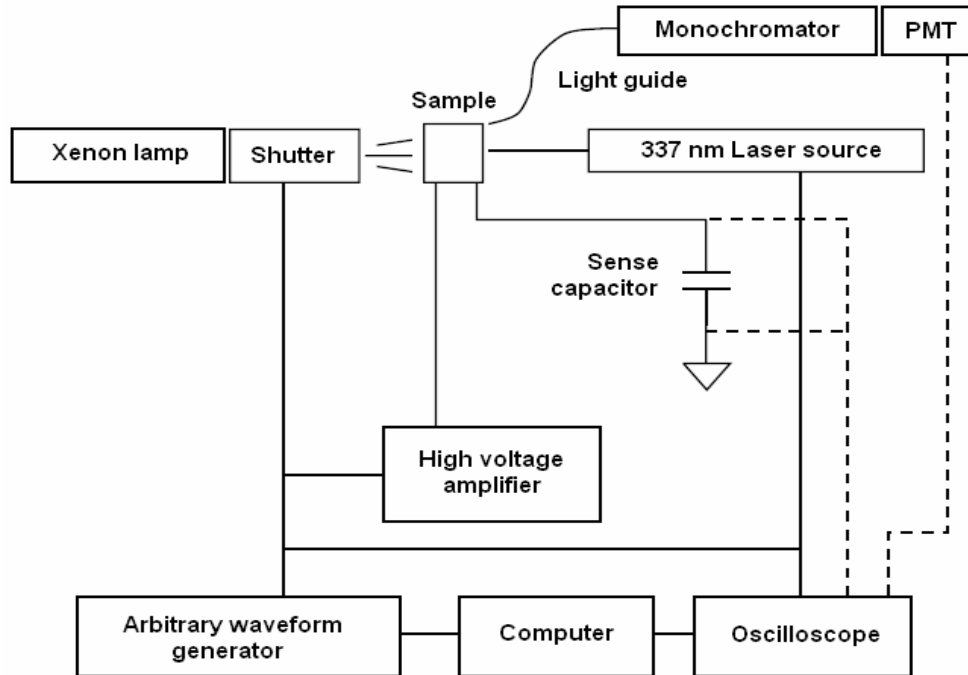 Monochromator
PMT
Light guide
Sample
Xenon lamp
Shutter
337 nm Laser source
Sense
capacitor
High voltage
amplifier
Arbitrary waveform
generator
Computer
Oscilloscope